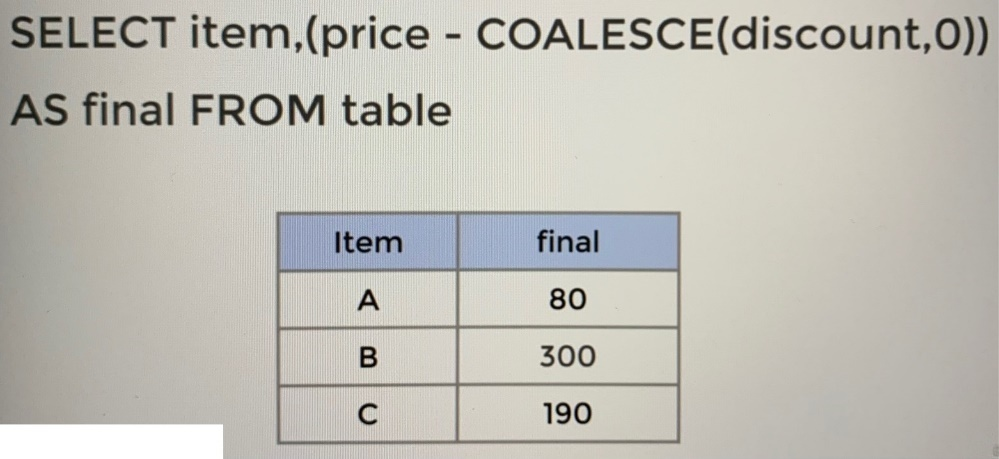 SELECT item,(price - COALESCE(discount,0))
AS final FROM table
Item final
A 80
B 300
C 190